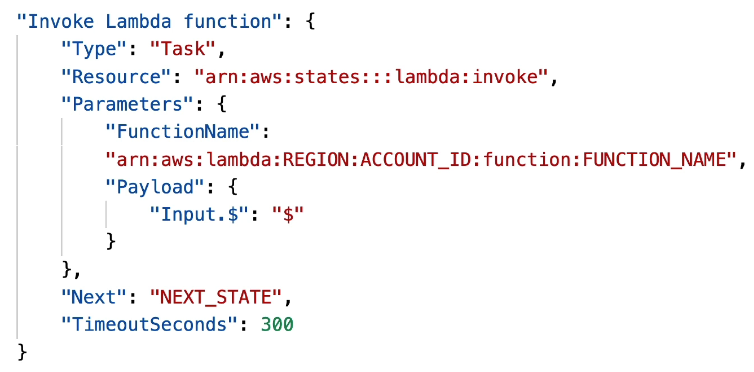 "Invoke Lambda function": {
    "Type": "Task",
    "Resource": "arn:aws:states:::lambda:invoke",
    "Parameters": {
        "FunctionName":
        "arn:aws:lambda:REGION:ACCOUNT_ID:function:FUNCTION_NAME",
        "Payload": {
            "Input.$": "$"
        }
    },
    "Next": "NEXT_STATE",
    "TimeoutSeconds": 300
}